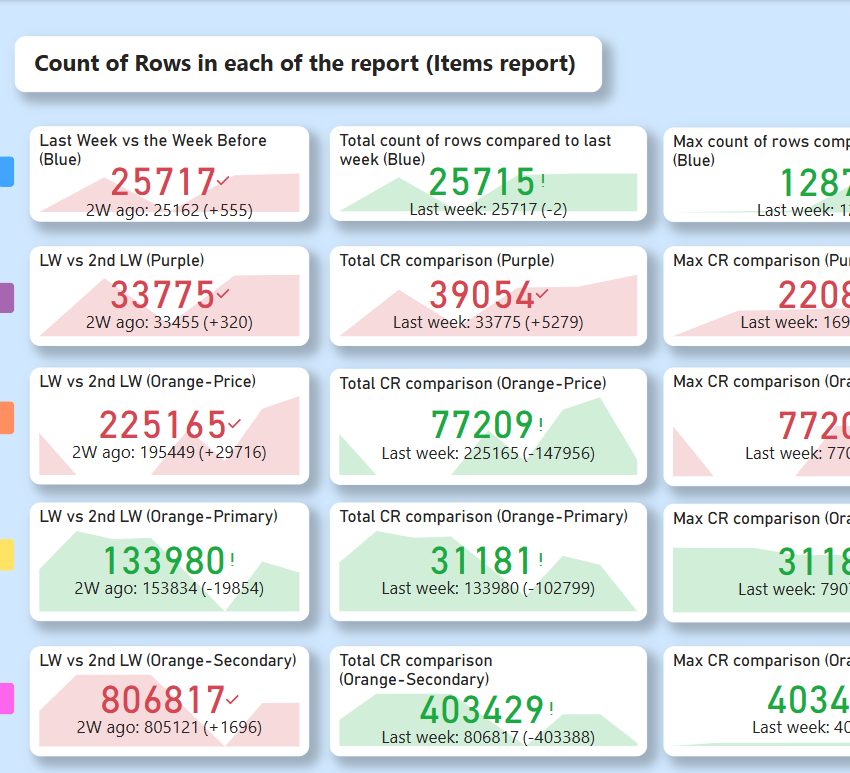 Count of Rows in each of the report (Items report)
Last Week vs the Week Before
(Blue)
25717
2W ago: 25162 (+555)
Total count of rows compared to last
week (Blue)
25715!
Last week: 25717 (-2)
Max count of rows comp
(Blue)
1287
Last week: 12
LW vs 2nd LW (Purple)
33775
2W ago: 33455 (+320)
Total CR comparison (Purple)
39054
Last week: 33775 (+5279)
Max CR comparison (Pur
2208
Last week: 169
LW vs 2nd LW (Orange-Price)
225165
2W ago: 195449 (+29716)
Total CR comparison (Orange-Price)
77209!
Last week: 225165 (-147956)
Max CR comparison (Ora
7720
Last week: 770
LW vs 2nd LW (Orange-Primary)
133980!
2W ago: 153834 (-19854)
Total CR comparison (Orange-Primary)
31181!
Last week: 133980 (-102799)
Max CR comparison (Ora
3118
Last week: 7907
LW vs 2nd LW (Orange-Secondary)
806817
2W ago: 805121 (+1696)
Total CR comparison
(Orange-Secondary)
403429!
Last week: 806817 (-403388)
Max CR comparison (Ora
4034
Last week: 40